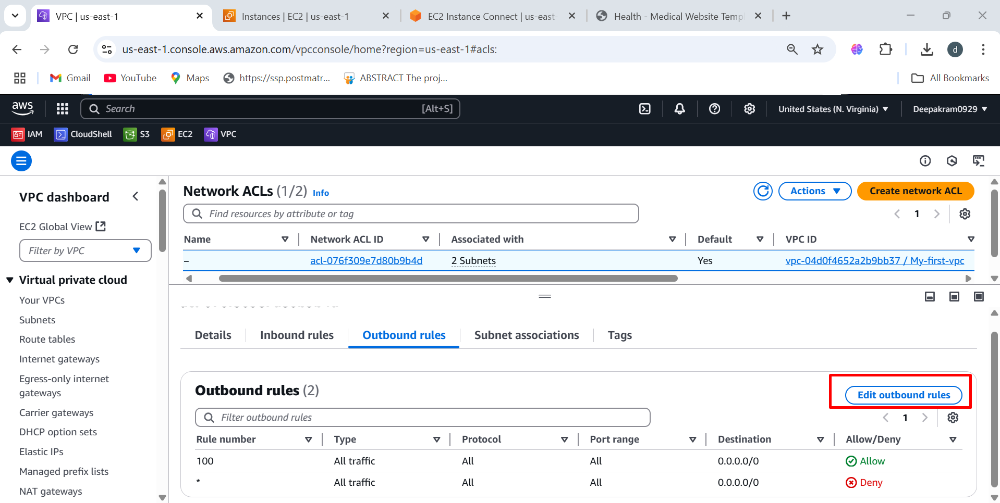 VPC | us-east-1
Instances | EC2 | us-east-1
EC2 Instance Connect | us-east-
Health - Medical Website Templ
us-east-1.console.aws.amazon.com/vpcconsole/home?region=us-east-1#acls:
d
Gmail
YouTube
Maps
https://ssp.postmatr...
ABSTRACT The proj...
All Bookmarks
aws
Search
[Alt+S]
United States (N. Virginia)
Deepakram0929
IAM
CloudShell
S3
EC2
VPC
VPC dashboard
EC2 Global View
Filter by VPC
Virtual private cloud
Your VPCs
Subnets
Route tables
Internet gateways
Egress-only internet
gateways
Carrier gateways
DHCP option sets
Elastic IPs
Managed prefix lists
NAT gateways
Network ACLs (1/2) Info
Actions
Create network ACL
Find resources by attribute or tag
1
Name Network ACL ID Associated with Default VPC ID
– acl-076f309e7d80b9b4d 2 Subnets Yes vpc-04d0f4652a2b9bb37 / My-first-vpc
Details Inbound rules Outbound rules Subnet associations Tags
Outbound rules (2)
Edit outbound rules
Filter outbound rules
1
Rule number Type Protocol Port range Destination Allow/Deny
100 All traffic All All 0.0.0.0/0 Allow
* All traffic All All 0.0.0.0/0 Deny